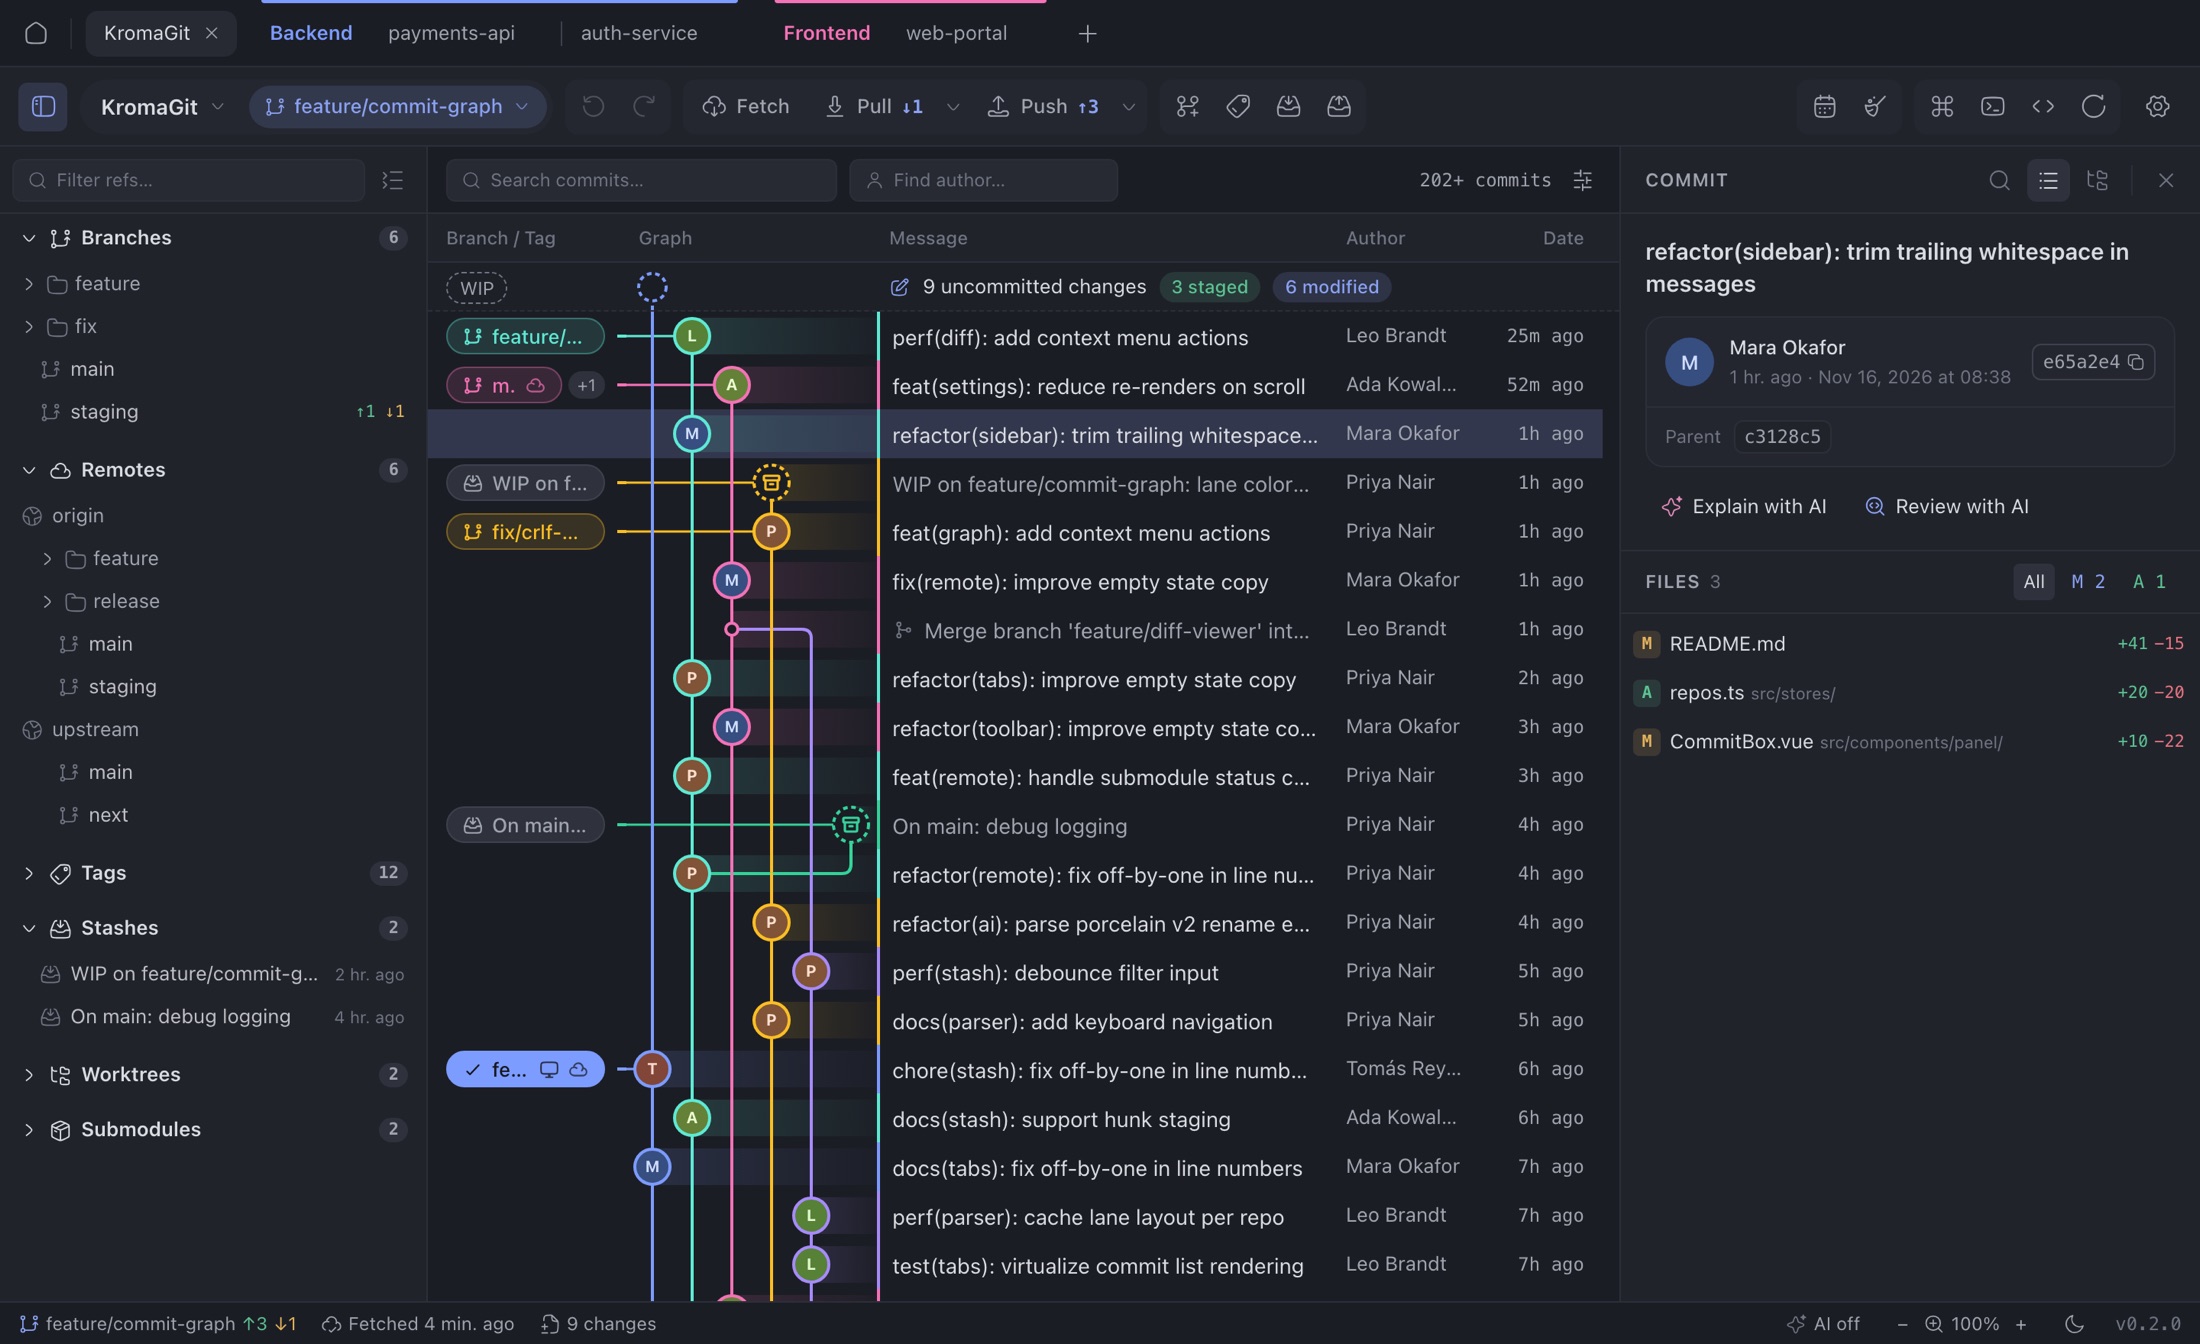 KromaGit
Backend
payments-api
auth-service
Frontend
web-portal
KromaGit
feature/commit-graph
Fetch
Pull ↓1
Push ↑3
Filter refs...
Search commits...
Find author...
202+ commits
COMMIT
Branches 6
feature
fix
main
staging ↑1 ↓1
Remotes 6
origin
feature
release
main
staging
upstream
main
next
Tags 12
Stashes 2
WIP on feature/commit-g... 2 hr. ago
On main: debug logging 4 hr. ago
Worktrees 2
Submodules 2
Branch / Tag Graph Message Author Date
WIP 9 uncommitted changes 3 staged 6 modified
feature/... L perf(diff): add context menu actions Leo Brandt 25m ago
m. +1 A feat(settings): reduce re-renders on scroll Ada Kowal... 52m ago
M refactor(sidebar): trim trailing whitespace... Mara Okafor 1h ago
WIP on f... WIP on feature/commit-graph: lane color... Priya Nair 1h ago
fix/crlf-... P feat(graph): add context menu actions Priya Nair 1h ago
M fix(remote): improve empty state copy Mara Okafor 1h ago
Merge branch 'feature/diff-viewer' int... Leo Brandt 1h ago
P refactor(tabs): improve empty state copy Priya Nair 2h ago
M refactor(toolbar): improve empty state co... Mara Okafor 3h ago
P feat(remote): handle submodule status c... Priya Nair 3h ago
On main... On main: debug logging Priya Nair 4h ago
P refactor(remote): fix off-by-one in line nu... Priya Nair 4h ago
P refactor(ai): parse porcelain v2 rename e... Priya Nair 4h ago
P perf(stash): debounce filter input Priya Nair 5h ago
P docs(parser): add keyboard navigation Priya Nair 5h ago
fe... T chore(stash): fix off-by-one in line numb... Tomás Rey... 6h ago
A docs(stash): support hunk staging Ada Kowal... 6h ago
M docs(tabs): fix off-by-one in line numbers Mara Okafor 7h ago
L perf(parser): cache lane layout per repo Leo Brandt 7h ago
L test(tabs): virtualize commit list rendering Leo Brandt 7h ago
refactor(sidebar): trim trailing whitespace in
messages
M Mara Okafor
1 hr. ago · Nov 16, 2026 at 08:38
e65a2e4
Parent c3128c5
Explain with AI
Review with AI
FILES 3 All M 2 A 1
M README.md +41 −15
A repos.ts src/stores/ +20 −20
M CommitBox.vue src/components/panel/ +10 −22
feature/commit-graph ↑3 ↓1 Fetched 4 min. ago 9 changes
AI off − 100% + v0.2.0